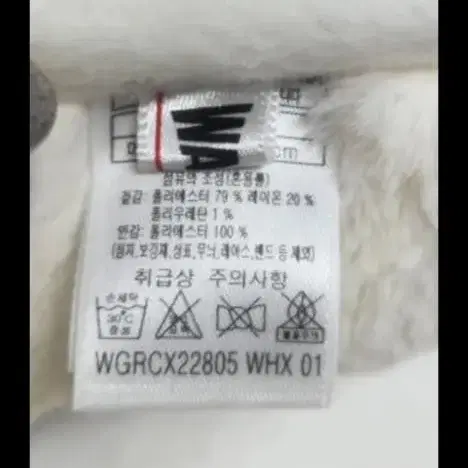 WA
cm
섬유의 조성(혼용률)
겉감: 폴리에스터 79 % 레이온 20 %
폴리우레탄 1 %
안감: 폴리에스터 100 %
(심지,보강재,상표,무늬,레이스,밴드 등 제외)
취급상 주의사항
손세탁
30℃
중성
WGRCX22805 WHX 01